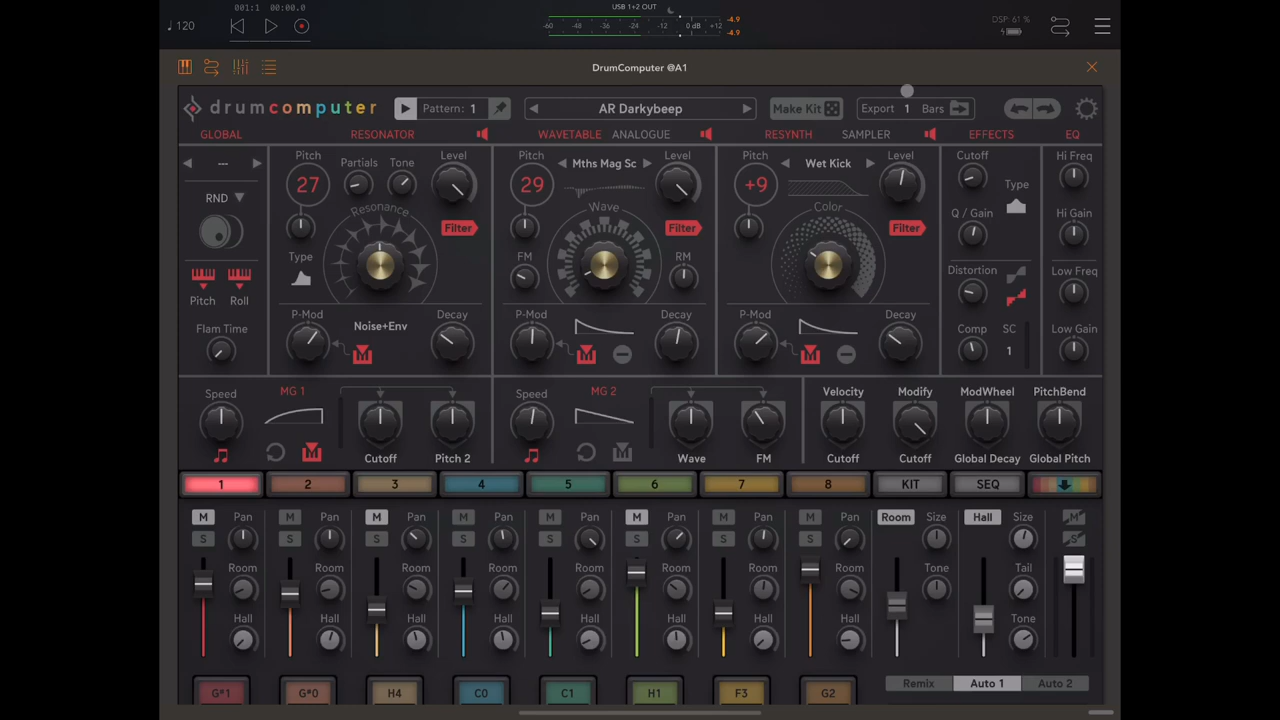 001:1 00:00.0 USB 1+2 OUT
♩120 -60 -48 -36 -24 -12 0 dB +12 -4.9 -4.9 DSP: 61 %
DrumComputer @A1
drumcomputer Pattern: 1 AR Darkybeep Make Kit Export 1 Bars
GLOBAL RESONATOR WAVETABLE ANALOGUE RESYNTH SAMPLER EFFECTS EQ
--- Pitch Partials Tone Level Pitch Mths Mag Sc Level Pitch Wet Kick Level Cutoff Hi Freq
27 29 +9 Type
RND Resonance Wave Color Q / Gain Hi Gain
Filter Filter Filter
Type FM RM Distortion Low Freq
Pitch Roll
Flam Time P-Mod Noise+Env Decay P-Mod Decay P-Mod Decay Comp SC Low Gain
M M M 1
Speed MG 1 Speed MG 2 Velocity Modify ModWheel PitchBend
Cutoff Pitch 2 Wave FM Cutoff Cutoff Global Decay Global Pitch
1 2 3 4 5 6 7 8 KIT SEQ
M Pan M Pan M Pan M Pan M Pan M Pan M Pan M Pan Room Size Hall Size M
S S S S S S S S S
Room Room Room Room Room Room Room Room Tone Tail
Hall Hall Hall Hall Hall Hall Hall Hall Tone
G#1 G#0 H4 C0 C1 H1 F3 G2 Remix Auto 1 Auto 2